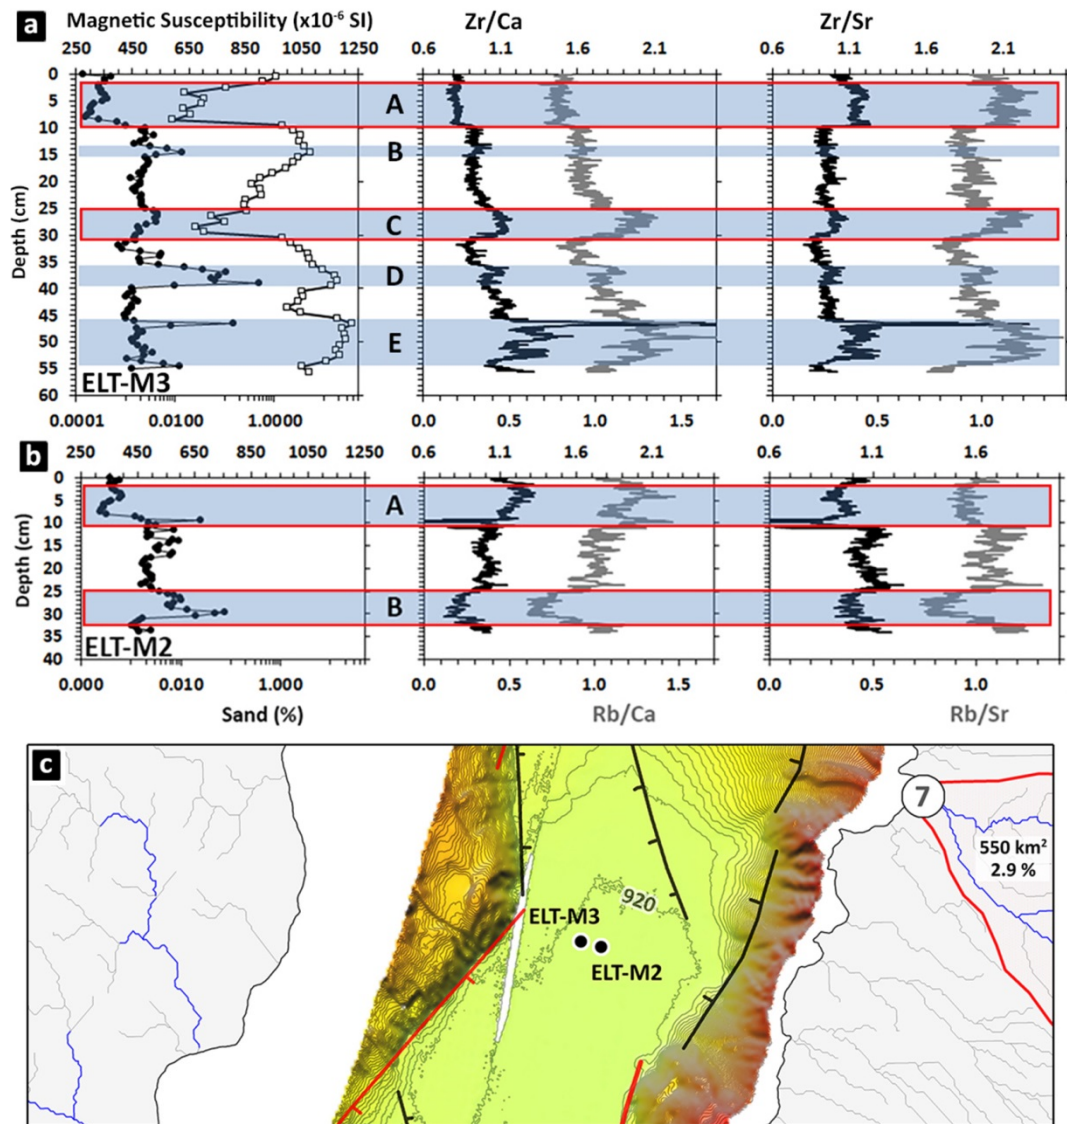 a
Magnetic Susceptibility (x10⁻⁶ SI) Zr/Ca Zr/Sr
250 450 650 850 1050 1250 0.6 1.1 1.6 2.1 0.6 1.1 1.6 2.1
Depth (cm)
0
5
10
15
20
25
30
35
40
45
50
55
60
A
B
C
D
E
ELT-M3
0.0001 0.0100 1.0000 0.0 0.5 1.0 1.5 0.0 0.5 1.0
b
250 450 650 850 1050 1250 0.6 1.1 1.6 2.1 0.6 1.1 1.6
Depth (cm)
0
5
10
15
20
25
30
35
40
A
B
ELT-M2
0.000 0.010 1.000 0.0 0.5 1.0 1.5 0.0 0.5 1.0
Sand (%) Rb/Ca Rb/Sr
c
7
550 km²
2.9 %
920
ELT-M3
ELT-M2